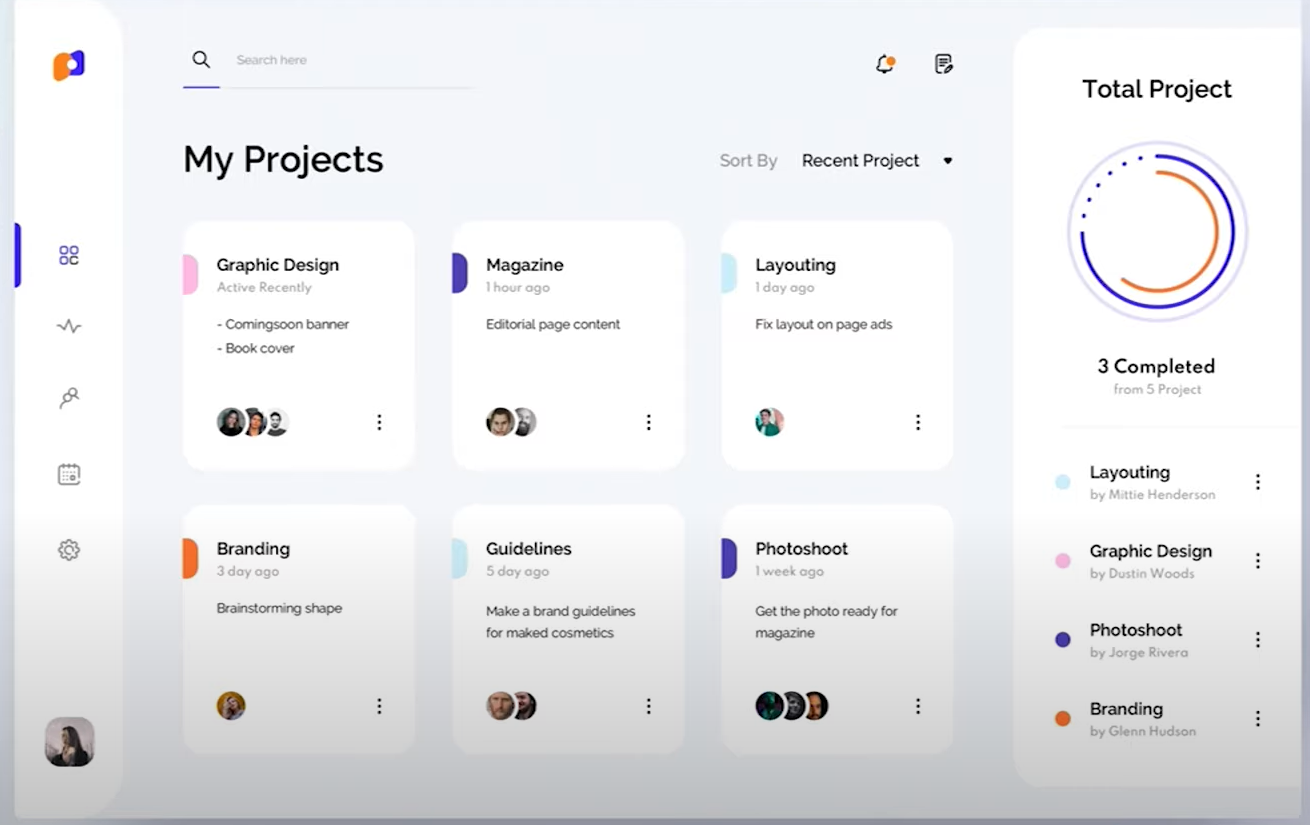 Search here
My Projects
Sort By Recent Project
Graphic Design
Active Recently
- Comingsoon banner
- Book cover
Magazine
1 hour ago
Editorial page content
Layouting
1 day ago
Fix layout on page ads
Branding
3 day ago
Brainstorming shape
Guidelines
5 day ago
Make a brand guidelines
for maked cosmetics
Photoshoot
1 week ago
Get the photo ready for
magazine
Total Project
3 Completed
from 5 Project
Layouting
by Mittie Henderson
Graphic Design
by Dustin Woods
Photoshoot
by Jorge Rivera
Branding
by Glenn Hudson